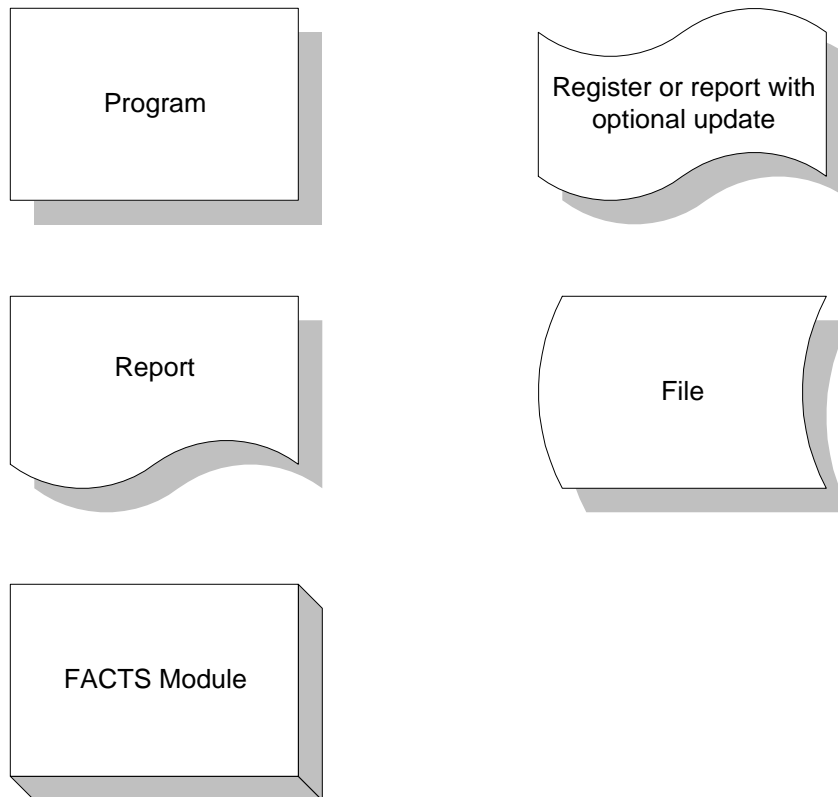 Program
Register or report with
optional update
Report
File
FACTS Module